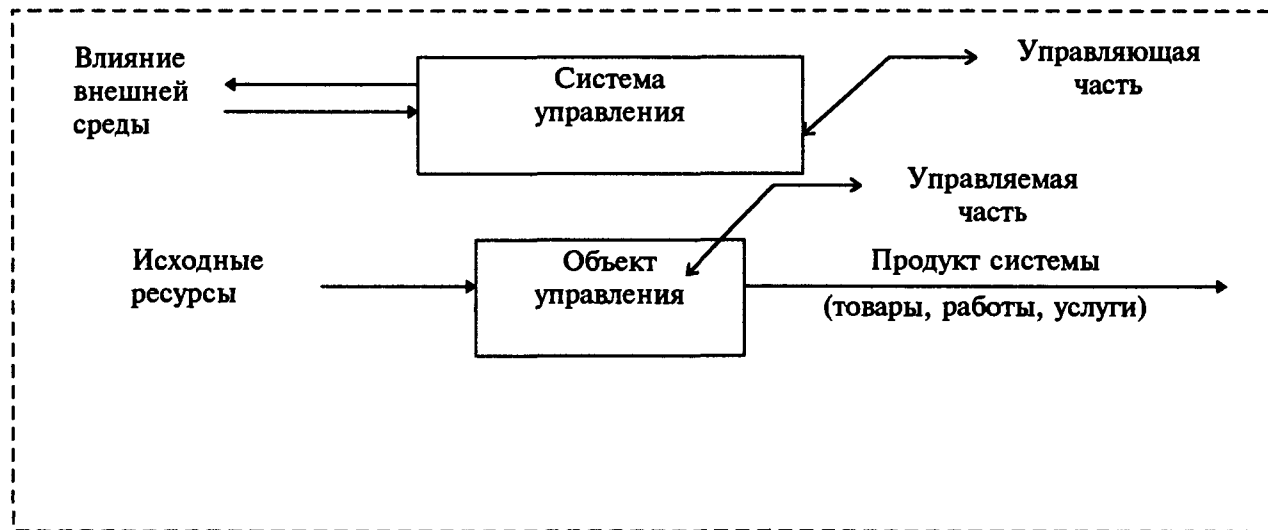 Влияние
внешней
среды
Система
управления
Управляющая
часть
Управляемая
часть
Исходные
ресурсы
Объект
управления
Продукт системы
(товары, работы, услуги)